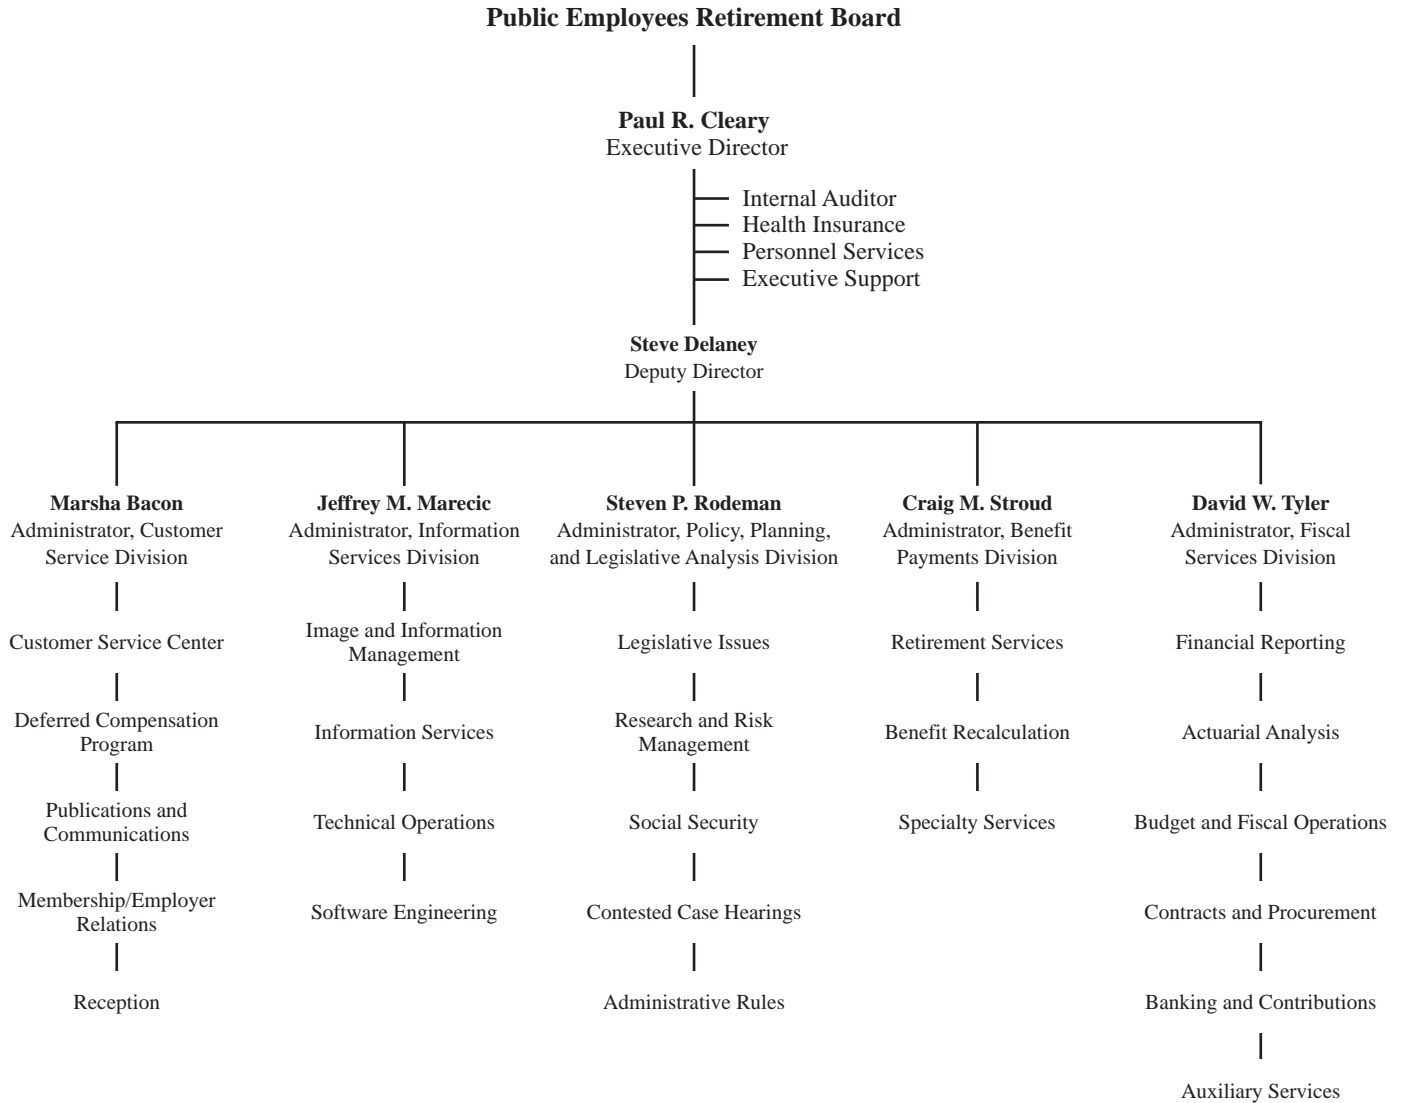 Public Employees Retirement Board
Paul R. Cleary
Executive Director
Internal Auditor
Health Insurance
Personnel Services
Executive Support
Steve Delaney
Deputy Director
Marsha Bacon
Administrator, Customer
Service Division
Customer Service Center
Deferred Compensation
Program
Publications and
Communications
Membership/Employer
Relations
Reception
Jeffrey M. Marecic
Administrator, Information
Services Division
Image and Information
Management
Information Services
Technical Operations
Software Engineering
Steven P. Rodeman
Administrator, Policy, Planning,
and Legislative Analysis Division
Legislative Issues
Research and Risk
Management
Social Security
Contested Case Hearings
Administrative Rules
Craig M. Stroud
Administrator, Benefit
Payments Division
Retirement Services
Benefit Recalculation
Specialty Services
David W. Tyler
Administrator, Fiscal
Services Division
Financial Reporting
Actuarial Analysis
Budget and Fiscal Operations
Contracts and Procurement
Banking and Contributions
Auxiliary Services